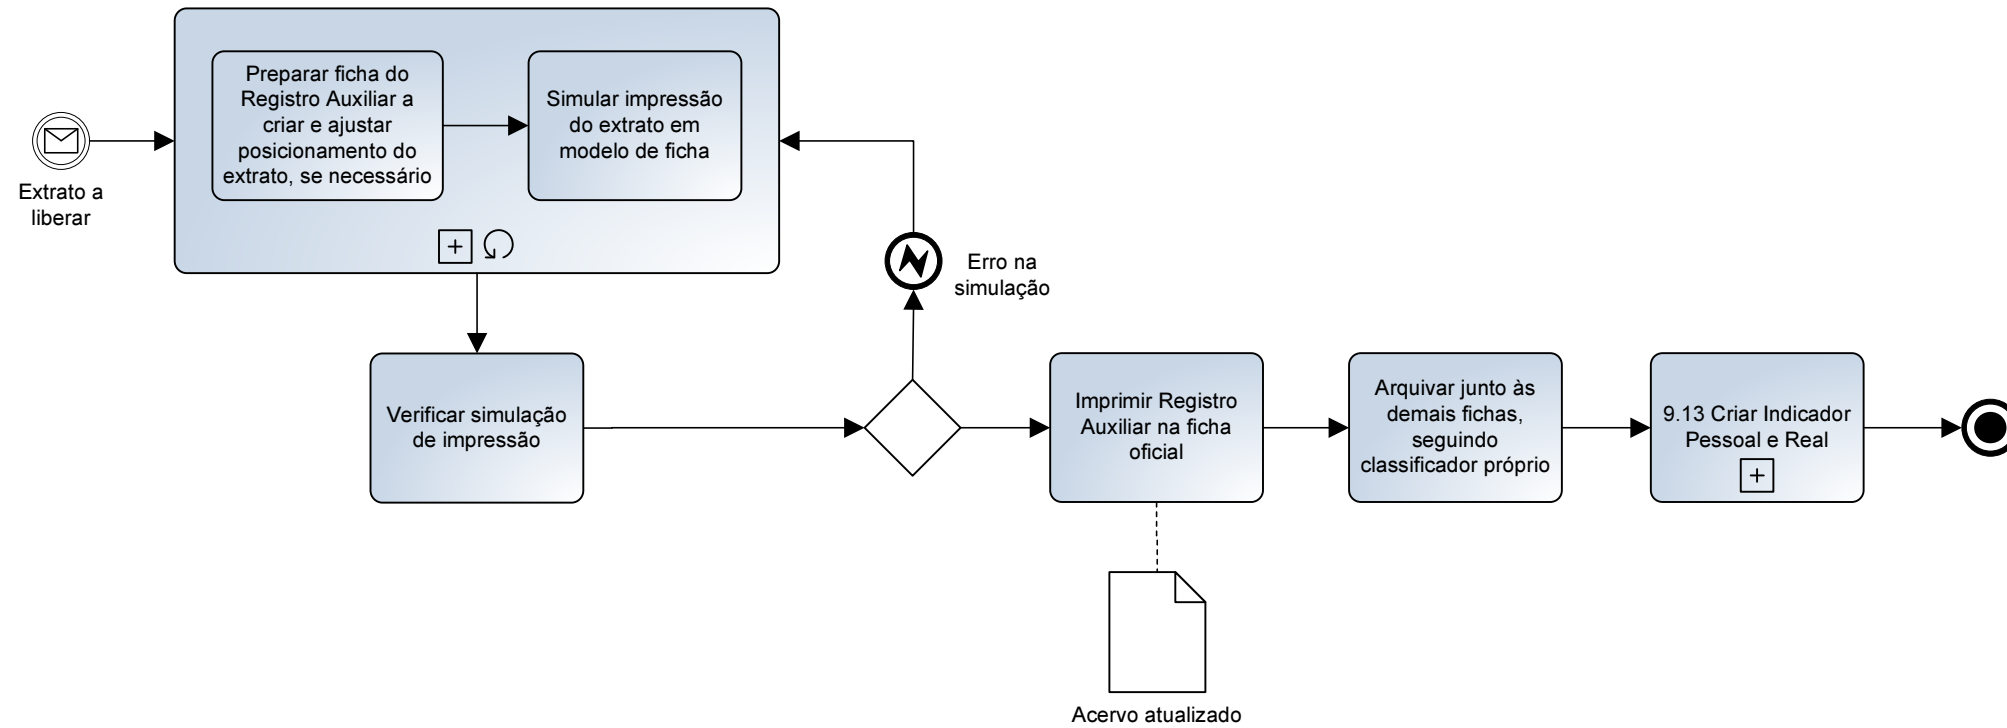 Extrato a
liberar
Preparar ficha do
Registro Auxiliar a
criar e ajustar
posicionamento do
extrato, se necessário
Simular impressão
do extrato em
modelo de ficha
Erro na
simulação
Verificar simulação
de impressão
Imprimir Registro
Auxiliar na ficha
oficial
Arquivar junto às
demais fichas,
seguindo
classificador próprio
9.13 Criar Indicador
Pessoal e Real
Acervo atualizado